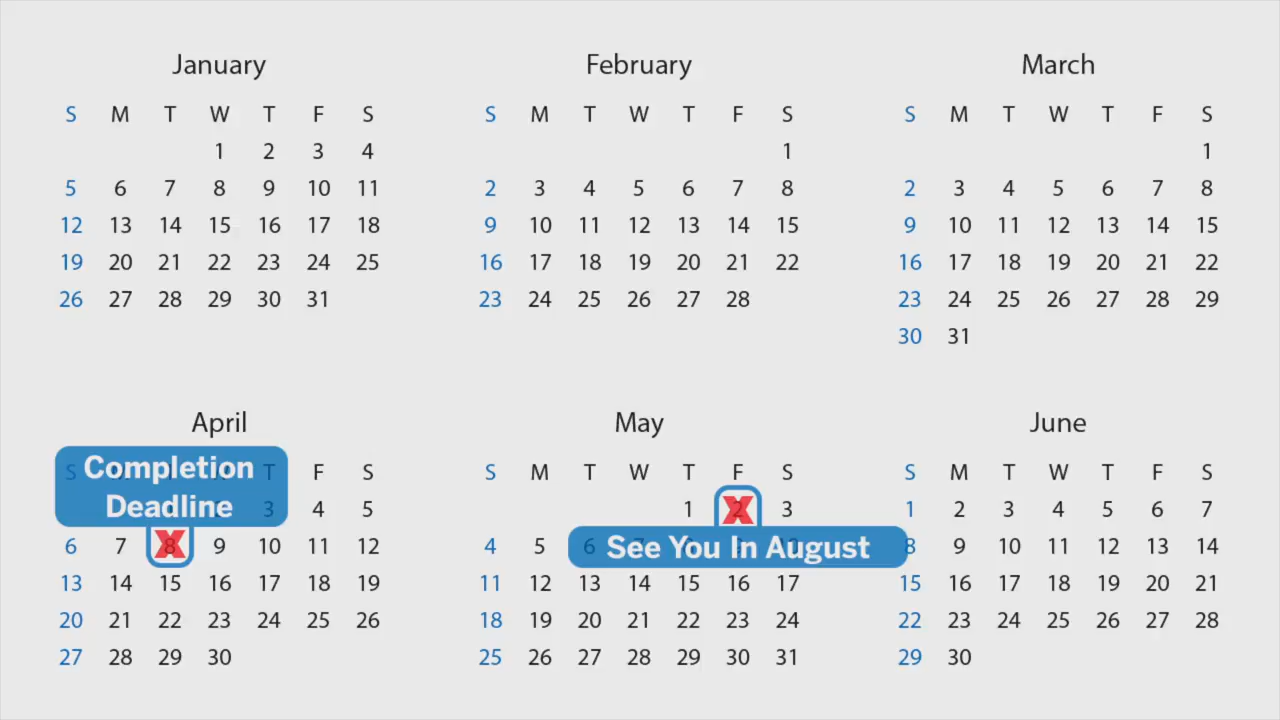 January February March
S M T W T F S S M T W T F S S M T W T F S
1 2 3 4 1 1
5 6 7 8 9 10 11 2 3 4 5 6 7 8 2 3 4 5 6 7 8
12 13 14 15 16 17 18 9 10 11 12 13 14 15 9 10 11 12 13 14 15
19 20 21 22 23 24 25 16 17 18 19 20 21 22 16 17 18 19 20 21 22
26 27 28 29 30 31 23 24 25 26 27 28 23 24 25 26 27 28 29
30 31
April May June
S T F S S M T W T F S S M T W T F S
Completion
Deadline
3 4 5 1 2 3 1 2 3 4 5 6 7
6 7 8 9 10 11 12 4 5 6 7 8 9 10 11 12 13 14
See You In August
13 14 15 16 17 18 19 11 12 13 14 15 16 17 15 16 17 18 19 20 21
20 21 22 23 24 25 26 18 19 20 21 22 23 24 22 23 24 25 26 27 28
27 28 29 30 25 26 27 28 29 30 31 29 30